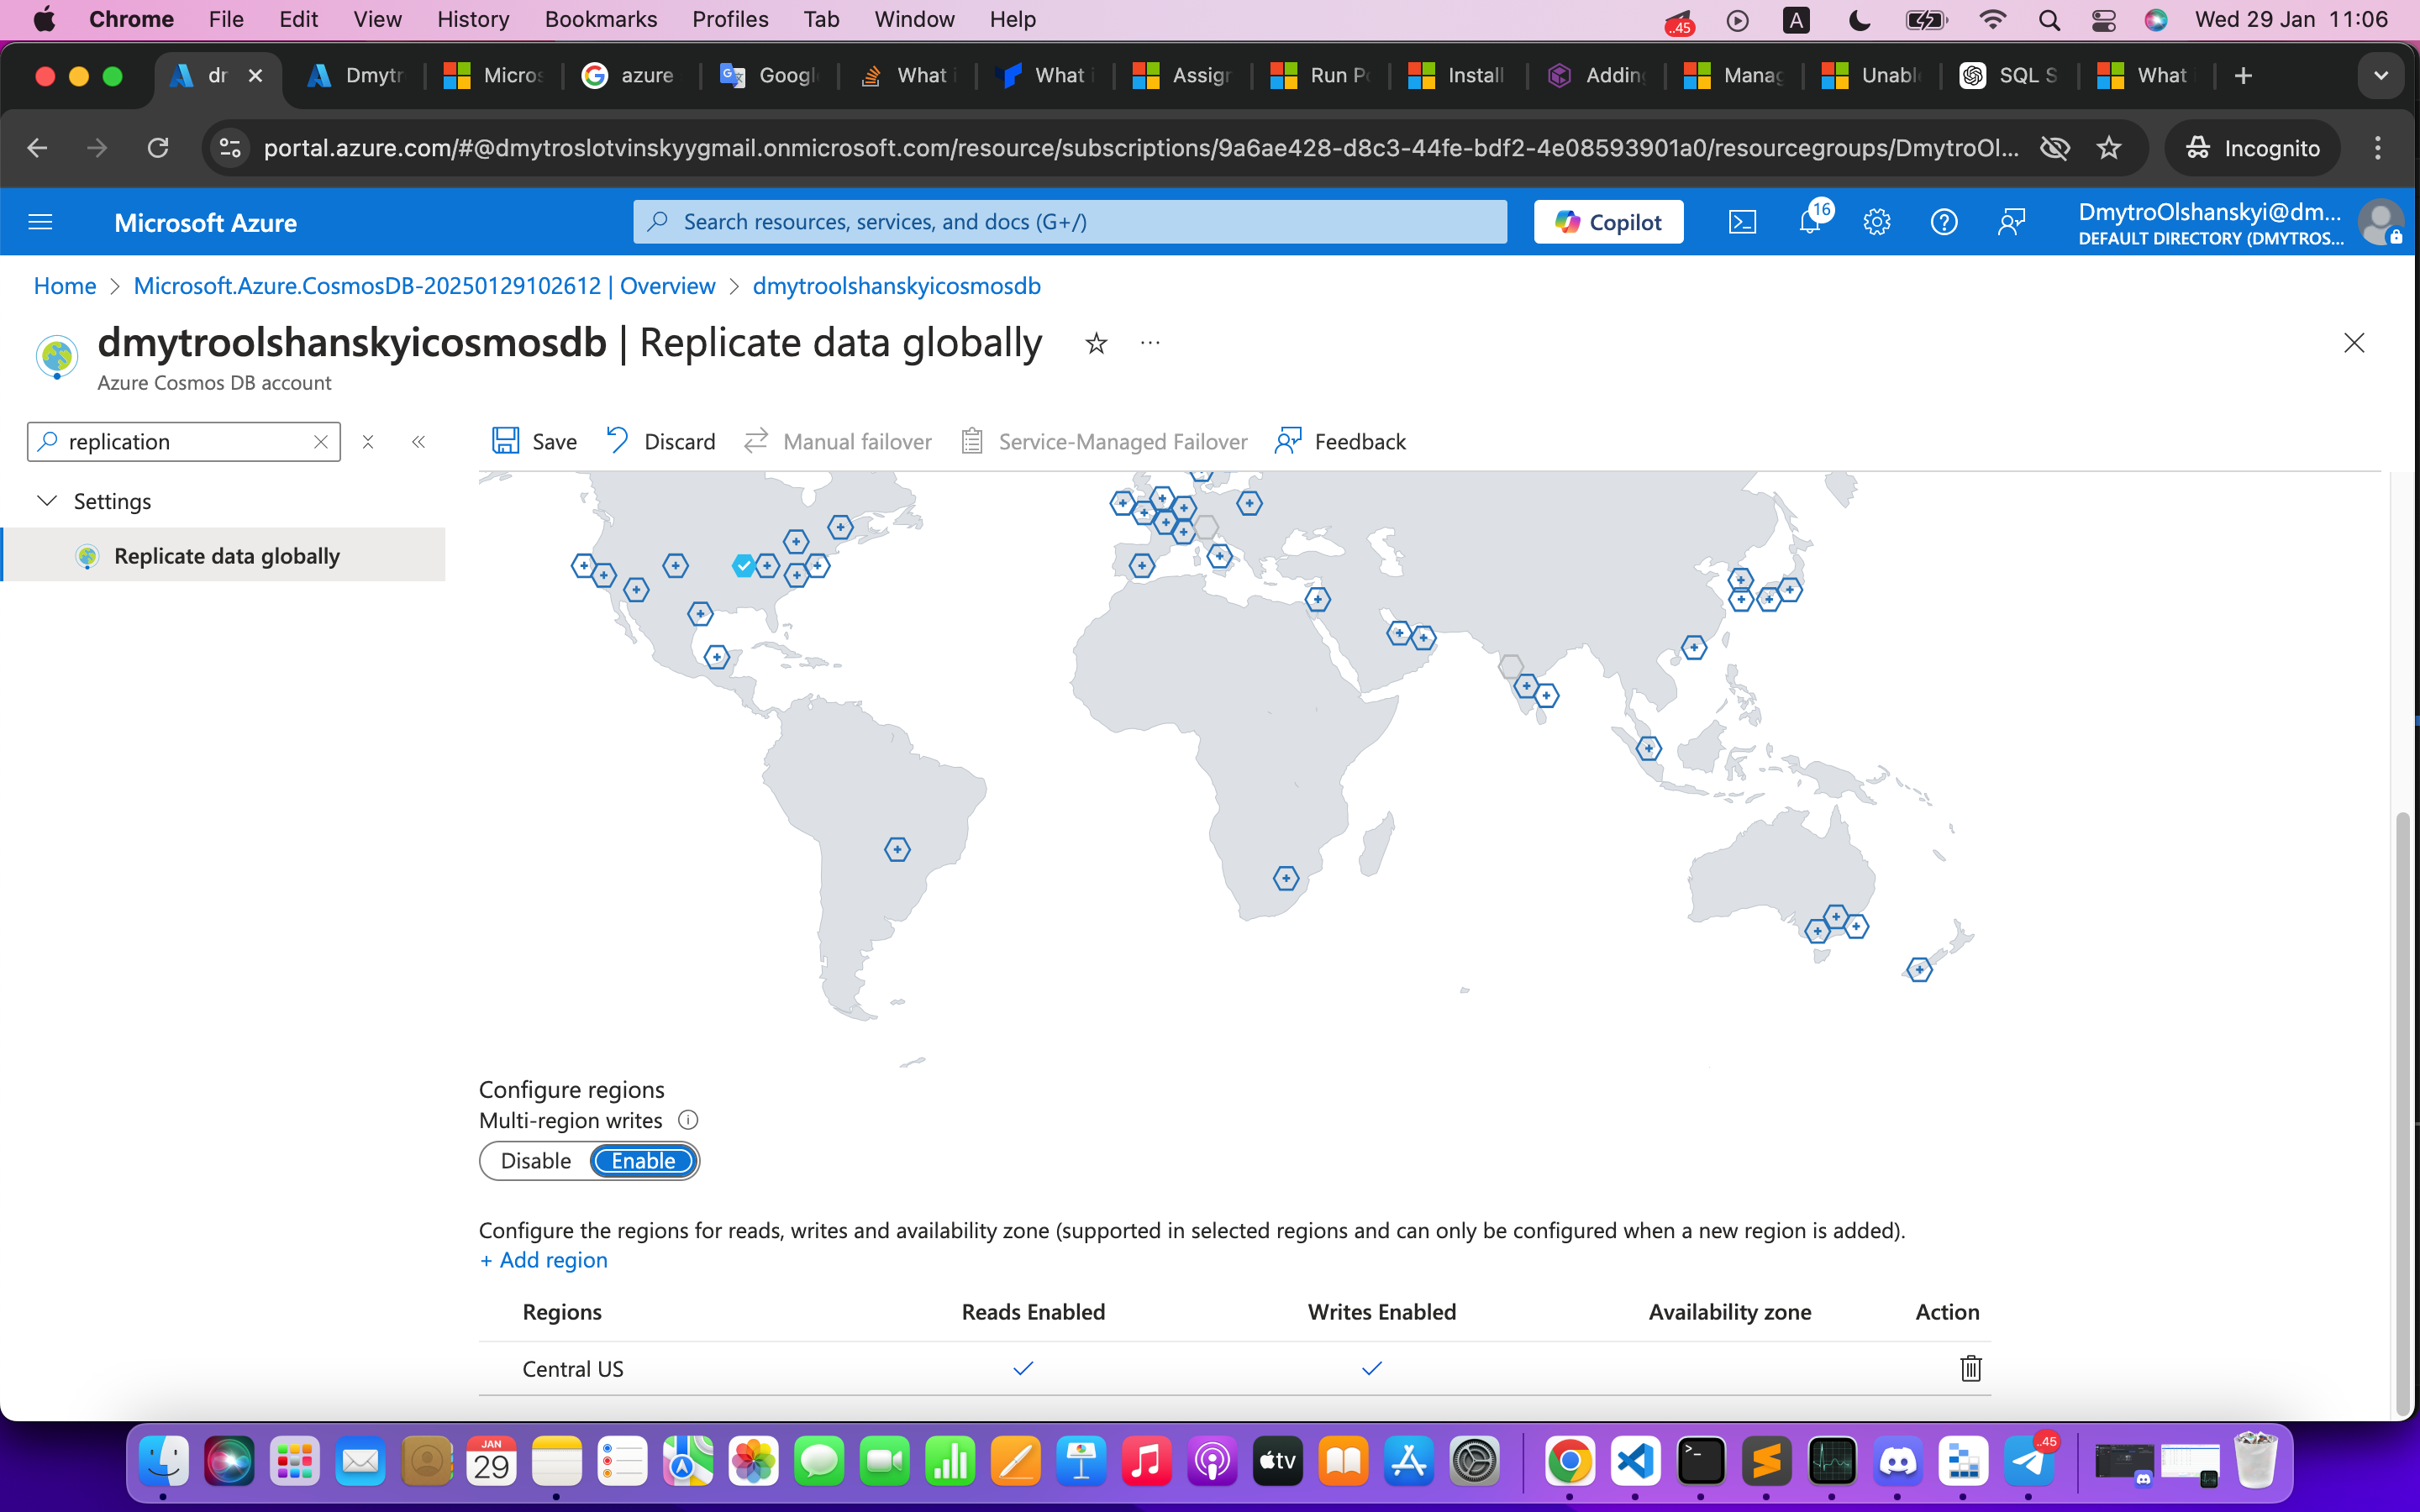 Chrome File Edit View History Bookmarks Profiles Tab Window Help ..45 A Wed 29 Jan 11:06
dr Dmytr Micros azure Googl What i What i Assign Run Po Install Adding Manag Unable SQL S What
portal.azure.com/#@dmytroslotvinskyygmail.onmicrosoft.com/resource/subscriptions/9a6ae428-d8c3-44fe-bdf2-4e08593901a0/resourcegroups/DmytroOl... Incognito
Microsoft Azure Search resources, services, and docs (G+/) Copilot 16 DmytroOlshanskyi@dm...
DEFAULT DIRECTORY (DMYTROS...
Home > Microsoft.Azure.CosmosDB-20250129102612 | Overview > dmytroolshanskyicosmosdb
dmytroolshanskyicosmosdb | Replicate data globally
Azure Cosmos DB account
replication
Save Discard Manual failover Service-Managed Failover Feedback
Settings
Replicate data globally
Configure regions
Multi-region writes
Disable Enable
Configure the regions for reads, writes and availability zone (supported in selected regions and can only be configured when a new region is added).
+ Add region
Regions Reads Enabled Writes Enabled Availability zone Action
Central US
JAN
29
tv
..45